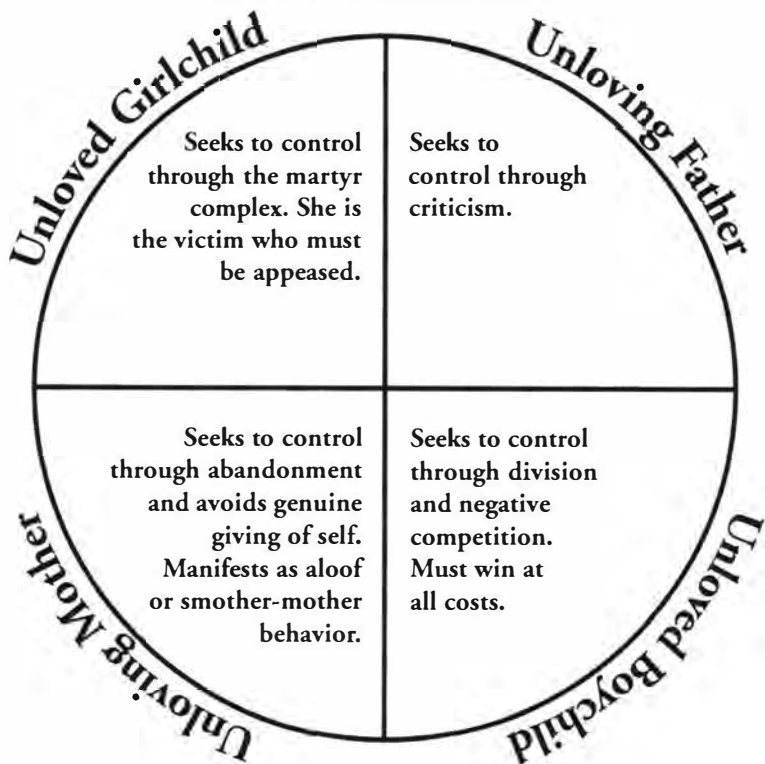 Unloved Girlchild
Seeks to control
through the martyr
complex. She is
the victim who must
be appeased.
Unloving Father
Seeks to
control through
criticism.
Unloving Mother
Seeks to control
through abandonment
and avoids genuine
giving of self.
Manifests as aloof
or smother-mother
behavior.
Unloved Boychild
Seeks to control
through division
and negative
competition.
Must win at
all costs.